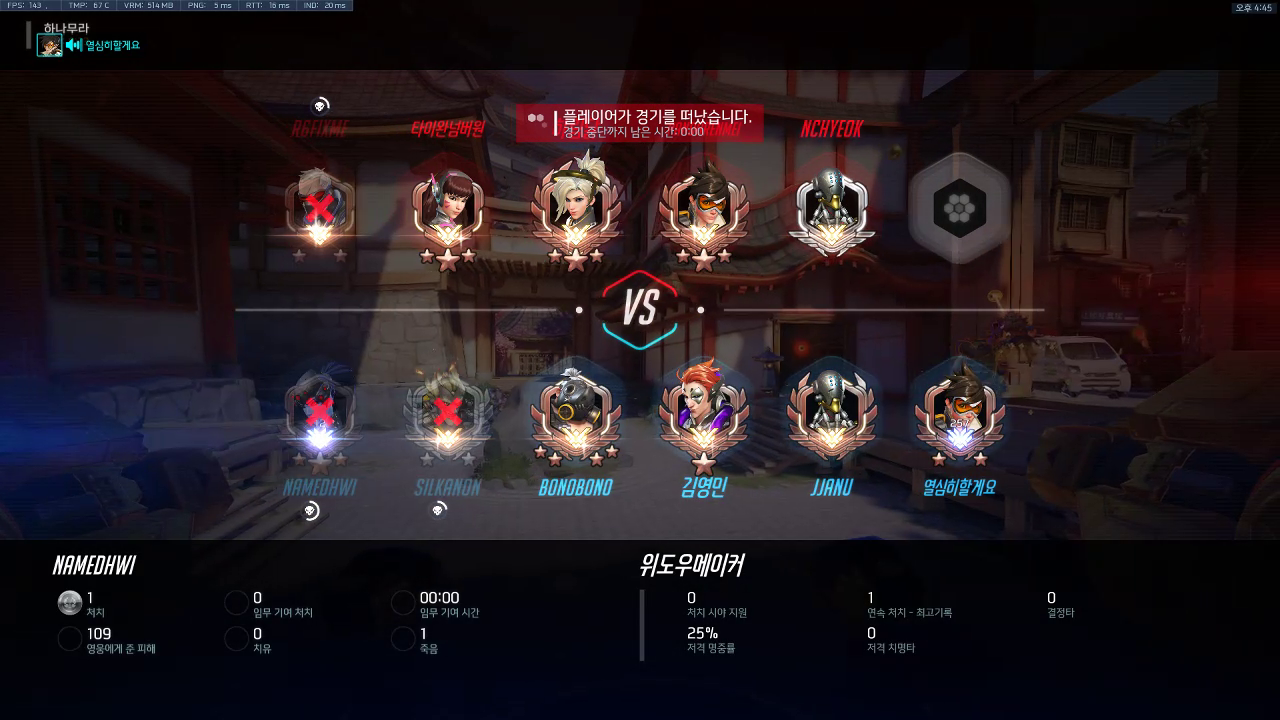 FPS: 143 , TMP: 67 C VRM: 514 MB PNG: 5 ms RTT: 16 ms IND: 20 ms
오후 4:45
하나무라
열심히할게요
플레이어가 경기를 떠났습니다.
경기 중단까지 남은 시간: 0:00
RGTIXMF 타이완넘버원 NCHYEOK
VS
25%
NAMEDHWI SILKANON BONOBONO 김영민 JJANU 열심히할게요
NAMEDHWI
1
처치
0
임무 기여 처치
00:00
임무 기여 시간
109
영웅에게 준 피해
0
치유
1
죽음
위도우메이커
0
처치 시야 지원
1
연속 처치 - 최고기록
0
결정타
25%
저격 명중률
0
저격 치명타